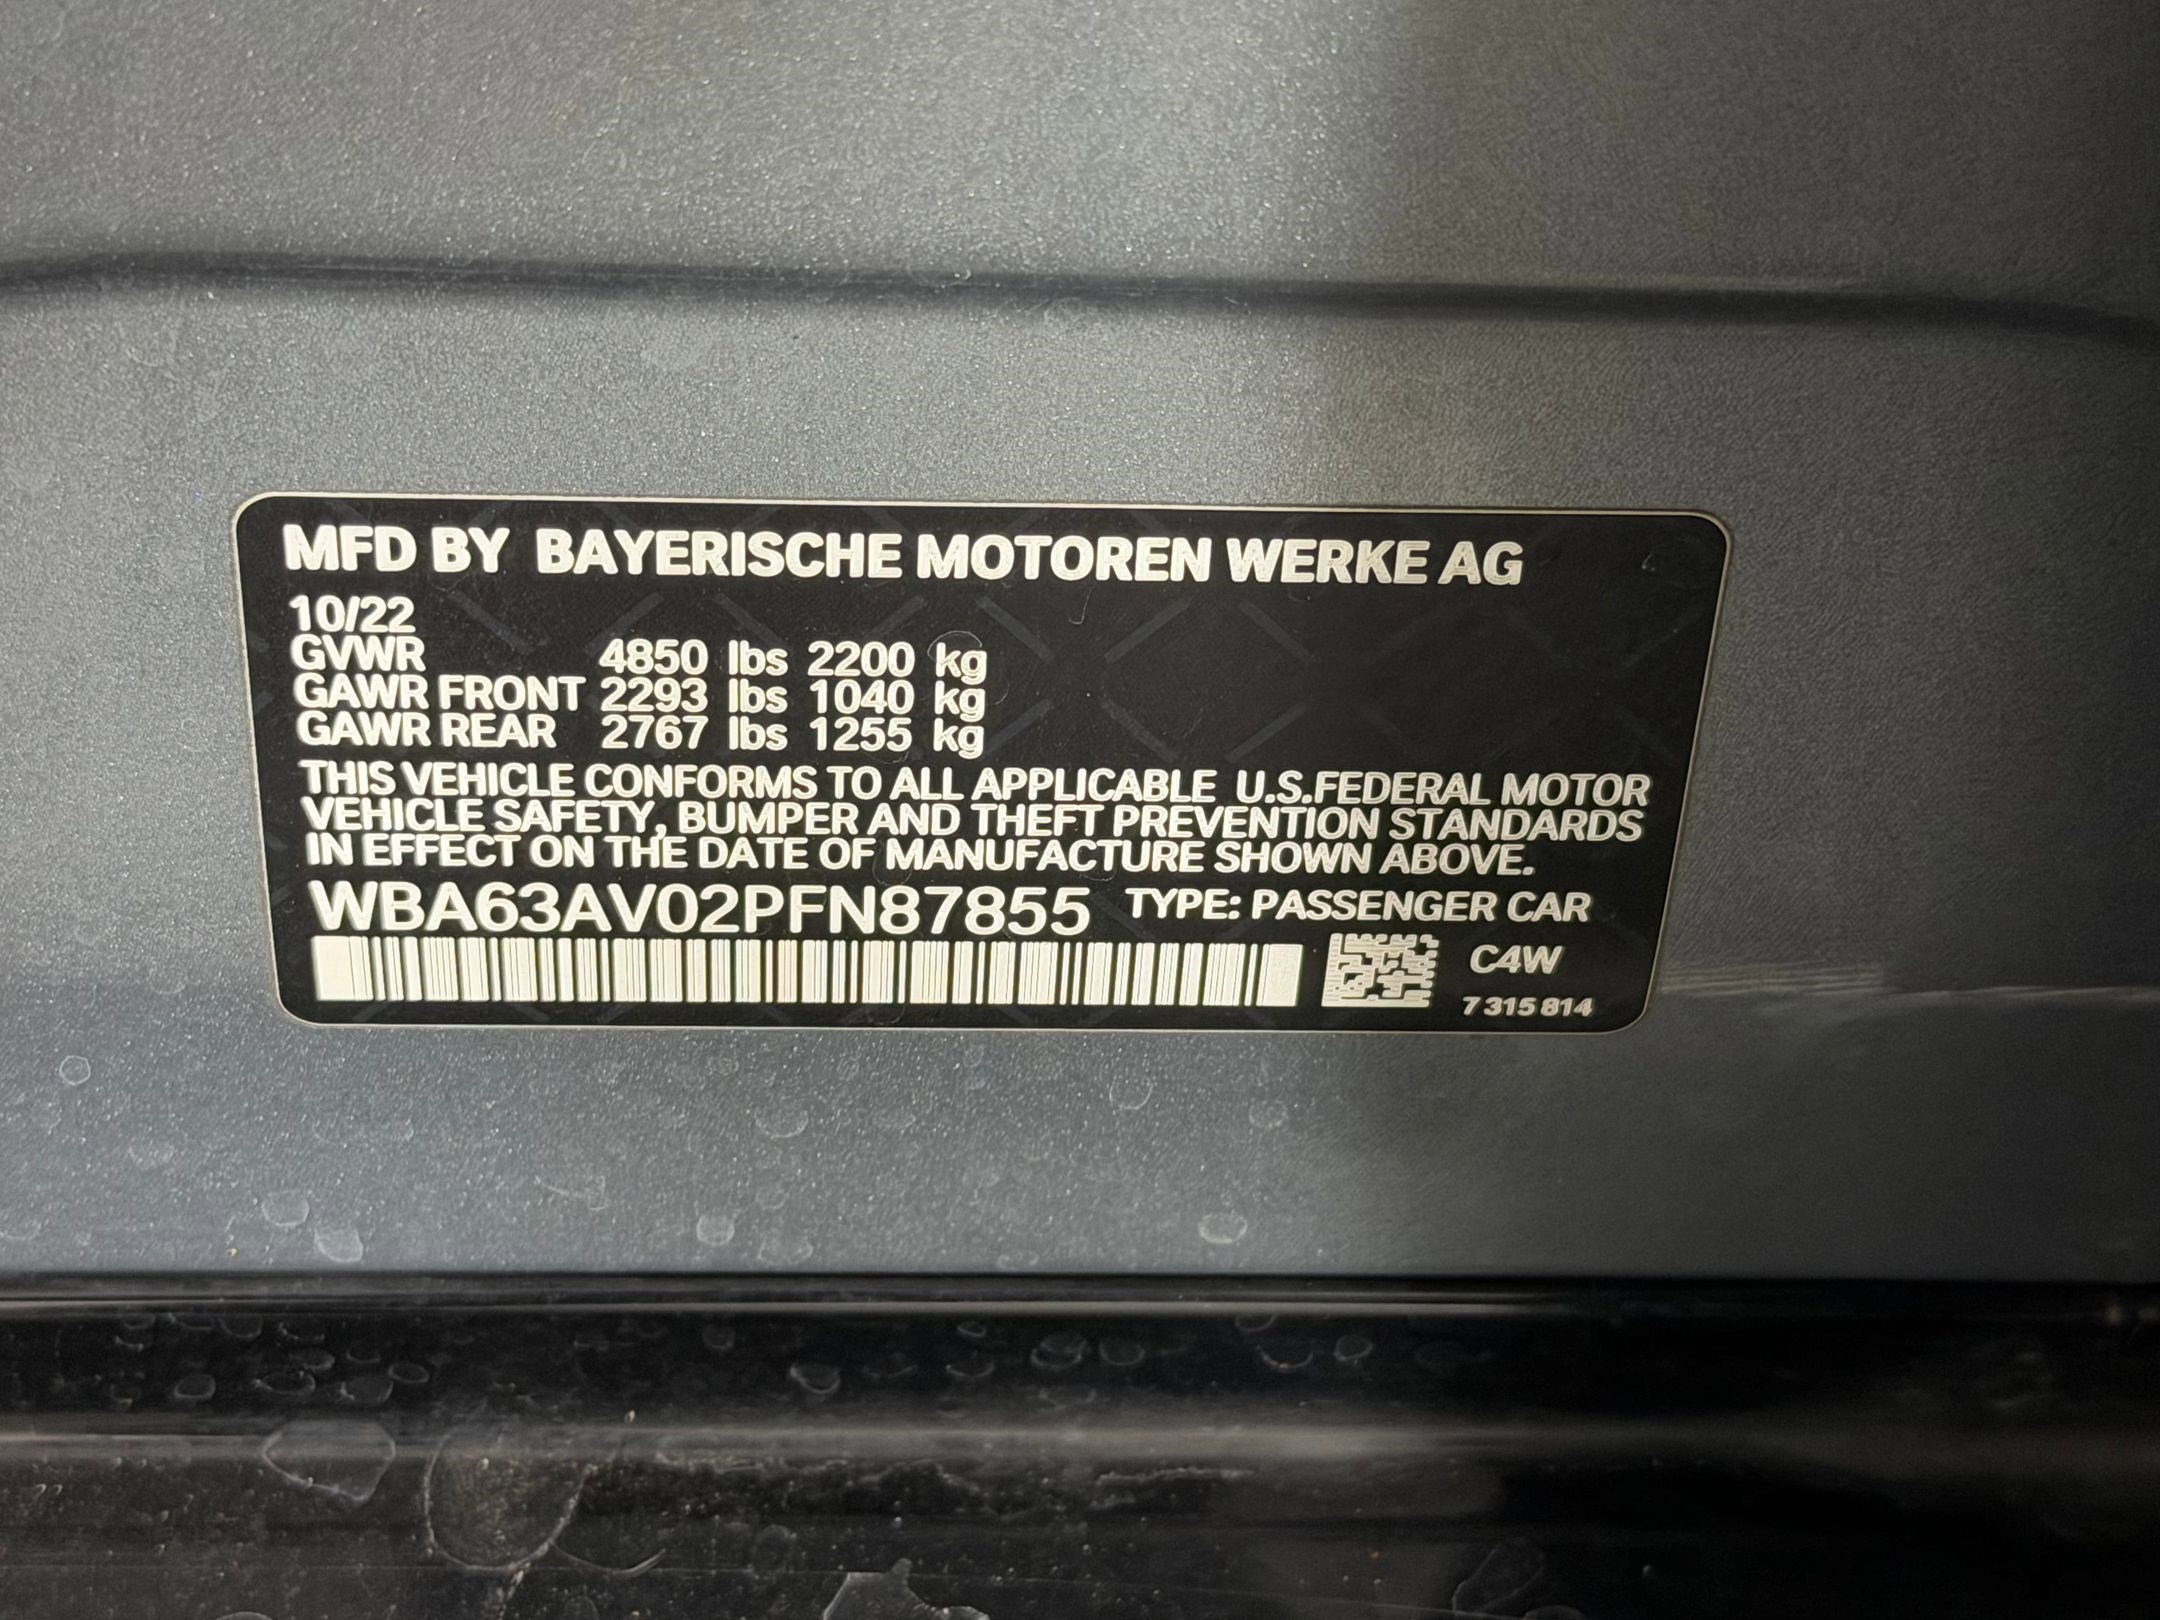 MFD BY BAYERISCHE MOTOREN WERKE AG
10/22
GVWR 4850 lbs 2200 kg
GAWR FRONT 2293 lbs 1040 kg
GAWR REAR 2767 lbs 1255 kg
THIS VEHICLE CONFORMS TO ALL APPLICABLE U.S.FEDERAL MOTOR
VEHICLE SAFETY, BUMPER AND THEFT PREVENTION STANDARDS
IN EFFECT ON THE DATE OF MANUFACTURE SHOWN ABOVE.
WBA63AV02PFN87855 TYPE: PASSENGER CAR
C4W
7 315 814